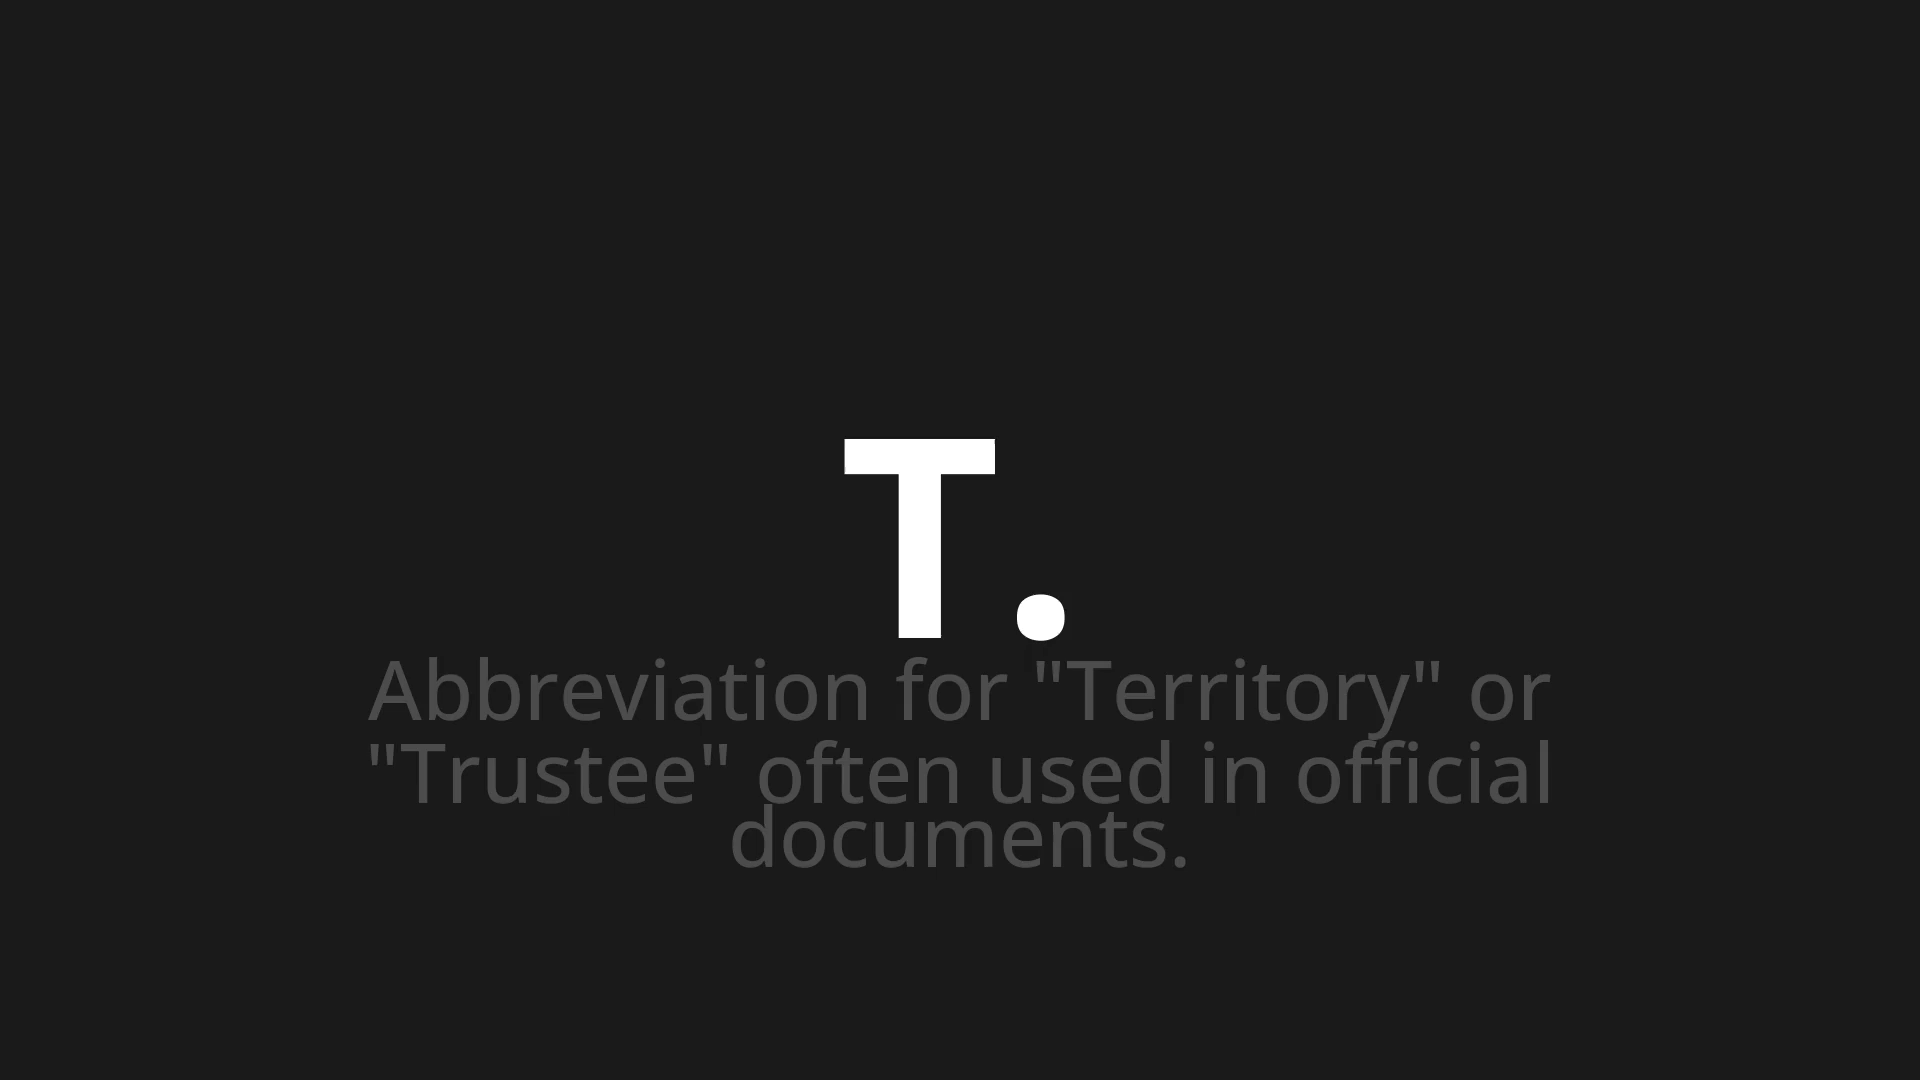 T.
Abbreviation for "Territory" or
"Trustee" often used in official
documents.